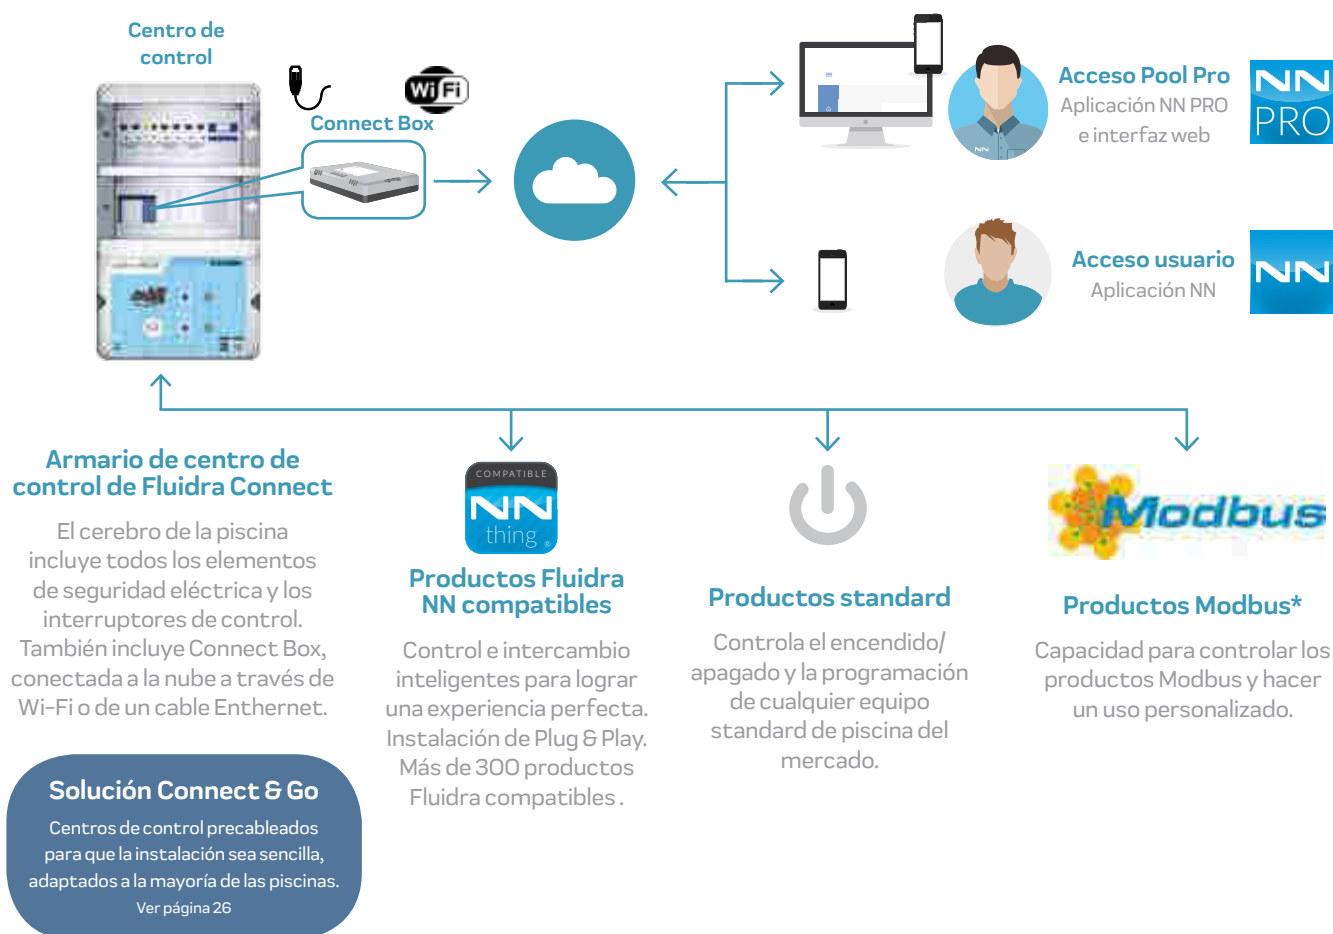 Centro de
control
Wi Fi
Connect Box
Acceso Pool Pro
Aplicación NN PRO
e interfaz web
NN
PRO
NN
Acceso usuario
Aplicación NN
NN
Armario de centro de
control de Fluidra Connect
El cerebro de la piscina
incluye todos los elementos
de seguridad eléctrica y los
interruptores de control.
También incluye Connect Box,
conectada a la nube a través de
Wi-Fi o de un cable Enthernet.
Solución Connect & Go
Centros de control precableados
para que la instalación sea sencilla,
adaptados a la mayoría de las piscinas.
Ver página 26
COMPATIBLE
NN
thing ®
Productos Fluidra
NN compatibles
Control e intercambio
inteligentes para lograr
una experiencia perfecta.
Instalación de Plug & Play.
Más de 300 productos
Fluidra compatibles .
Productos standard
Controla el encendido/
apagado y la programación
de cualquier equipo
standard de piscina del
mercado.
Modbus
Productos Modbus*
Capacidad para controlar los
productos Modbus y hacer
un uso personalizado.